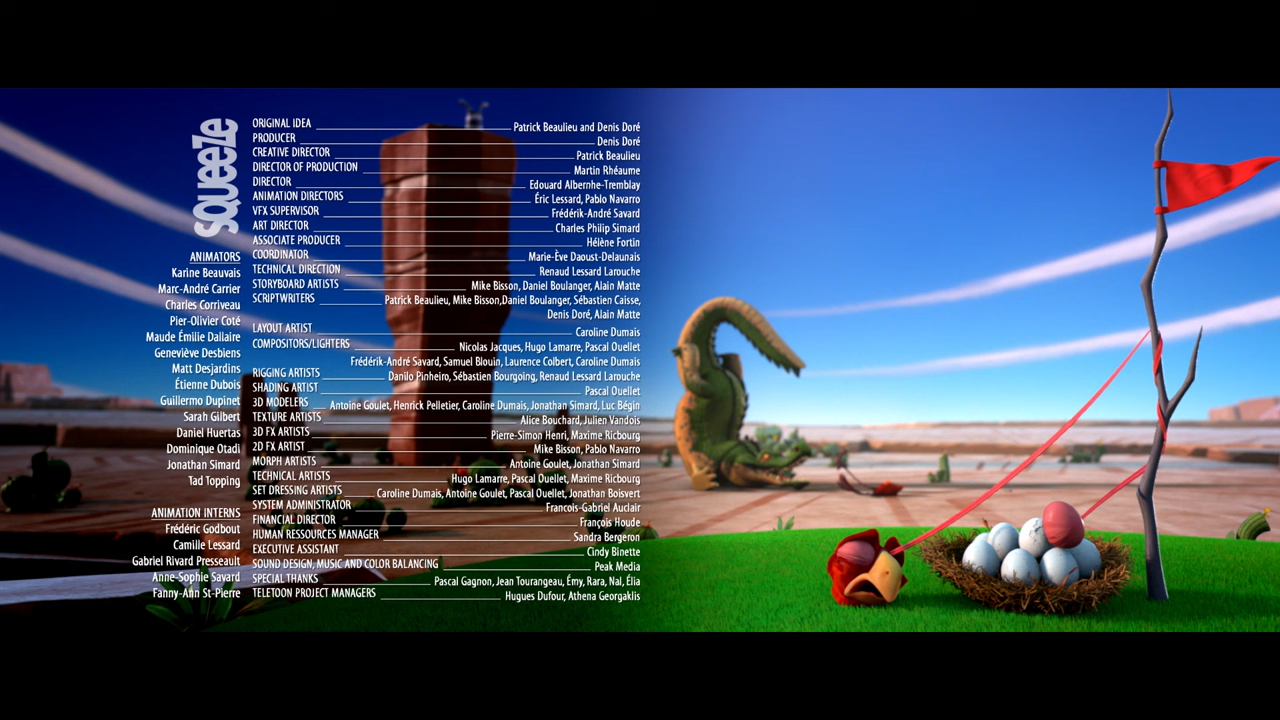 squeeze
ANIMATORS
Karine Beauvais
Marc-André Carrier
Charles Corriveau
Pier-Olivier Coté
Maude Émilie Dallaire
Geneviève Desbiens
Matt Desjardins
Étienne Dubois
Guillermo Dupinet
Sarah Gilbert
Daniel Huertas
Dominique Otadi
Jonathan Simard
Tad Topping
ANIMATION INTERNS
Frédéric Godbout
Camille Lessard
Gabriel Rivard Presseault
Anne-Sophie Savard
Fanny-Ann St-Pierre
ORIGINAL IDEA Patrick Beaulieu and Denis Doré
PRODUCER Denis Doré
CREATIVE DIRECTOR Patrick Beaulieu
DIRECTOR OF PRODUCTION Martin Rhéaume
DIRECTOR Edouard Albernhe-Tremblay
ANIMATION DIRECTORS Éric Lessard, Pablo Navarro
VFX SUPERVISOR Frédérik-André Savard
ART DIRECTOR Charles Philip Simard
ASSOCIATE PRODUCER Hélène Fortin
COORDINATOR Marie-Ève Daoust-Delaunais
TECHNICAL DIRECTION Renaud Lessard Larouche
STORYBOARD ARTISTS Mike Bisson, Daniel Boulanger, Alain Matte
SCRIPTWRITERS Patrick Beaulieu, Mike Bisson,Daniel Boulanger, Sébastien Caisse,
Denis Doré, Alain Matte
LAYOUT ARTIST Caroline Dumais
COMPOSITORS/LIGHTERS Nicolas Jacques, Hugo Lamarre, Pascal Ouellet
Frédérik-André Savard, Samuel Blouin, Laurence Colbert, Caroline Dumais
RIGGING ARTISTS Danilo Pinheiro, Sébastien Bourgoing, Renaud Lessard Larouche
SHADING ARTIST Pascal Ouellet
3D MODELERS Antoine Goulet, Henrick Pelletier, Caroline Dumais, Jonathan Simard, Luc Bégin
TEXTURE ARTISTS Alice Bouchard, Julien Vandois
3D FX ARTISTS Pierre-Simon Henri, Maxime Ricbourg
2D FX ARTIST Mike Bisson, Pablo Navarro
MORPH ARTISTS Antoine Goulet, Jonathan Simard
TECHNICAL ARTISTS Hugo Lamarre, Pascal Ouellet, Maxime Ricbourg
SET DRESSING ARTISTS Caroline Dumais, Antoine Goulet, Pascal Ouellet, Jonathan Boisvert
SYSTEM ADMINISTRATOR Francois-Gabriel Auclair
FINANCIAL DIRECTOR François Houde
HUMAN RESSOURCES MANAGER Sandra Bergeron
EXECUTIVE ASSISTANT Cindy Binette
SOUND DESIGN, MUSIC AND COLOR BALANCING Peak Media
SPECIAL THANKS Pascal Gagnon, Jean Tourangeau, Émy, Rara, Nal, Élia
TELETOON PROJECT MANAGERS Hugues Dufour, Athena Georgaklis